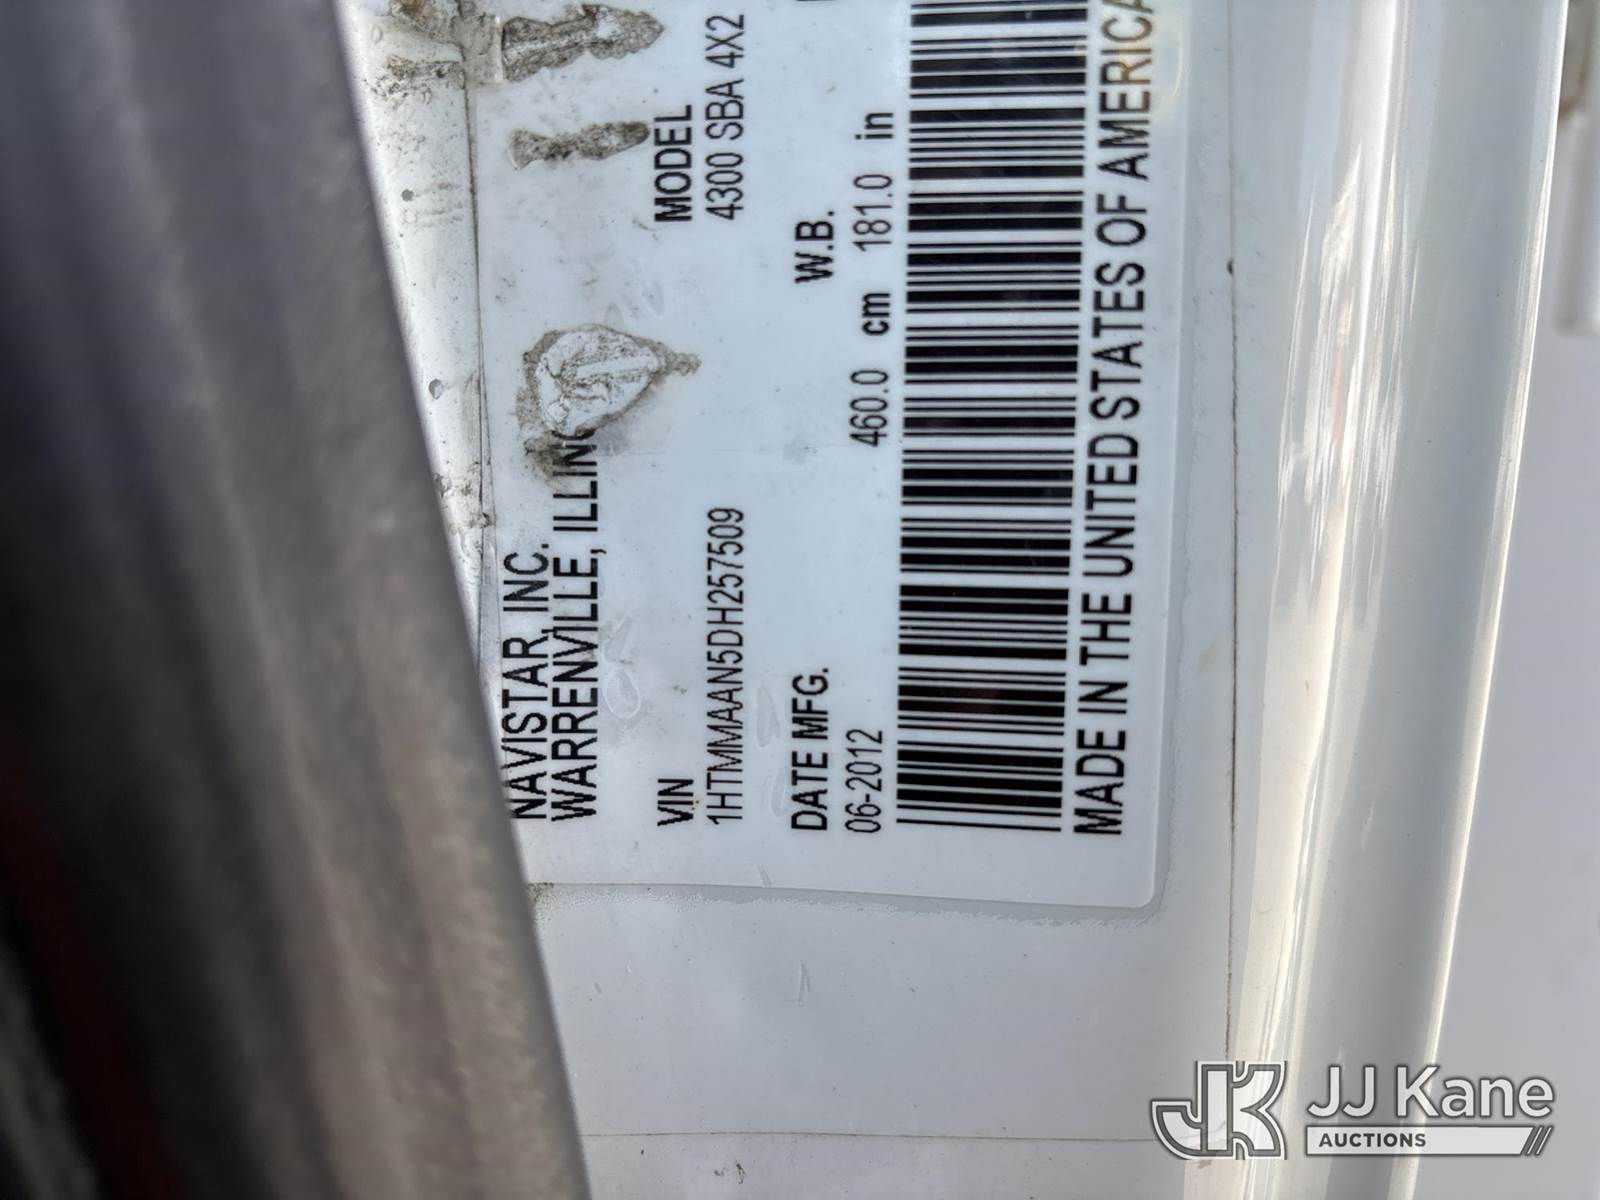 NAVISTAR, INC.
WARRENVILLE,
VIN
1HTMMAAN5DH257509
MODEL
4300 SBA 4X2
DATE MFG.
06-2012
W.B.
460.0 cm 181.0 in
MADE IN THE UNITED STATES OF AMERICA
JK JJ Kane
AUCTIONS